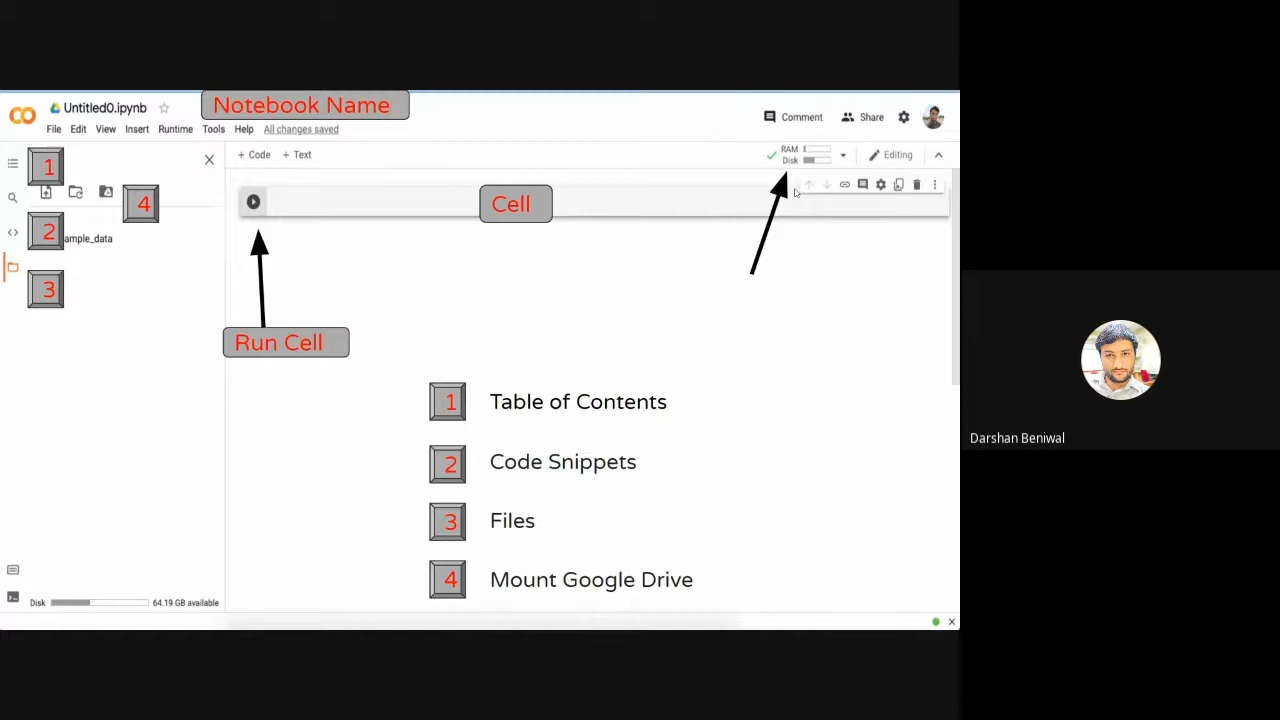 Untitled0.ipynb
Notebook Name
File Edit View Insert Runtime Tools Help All changes saved
Comment Share
+ Code + Text
RAM
Disk
Editing
1
4
2
ample_data
3
Cell
Run Cell
1 Table of Contents
2 Code Snippets
3 Files
4 Mount Google Drive
Disk 64.19 GB available
Darshan Beniwal